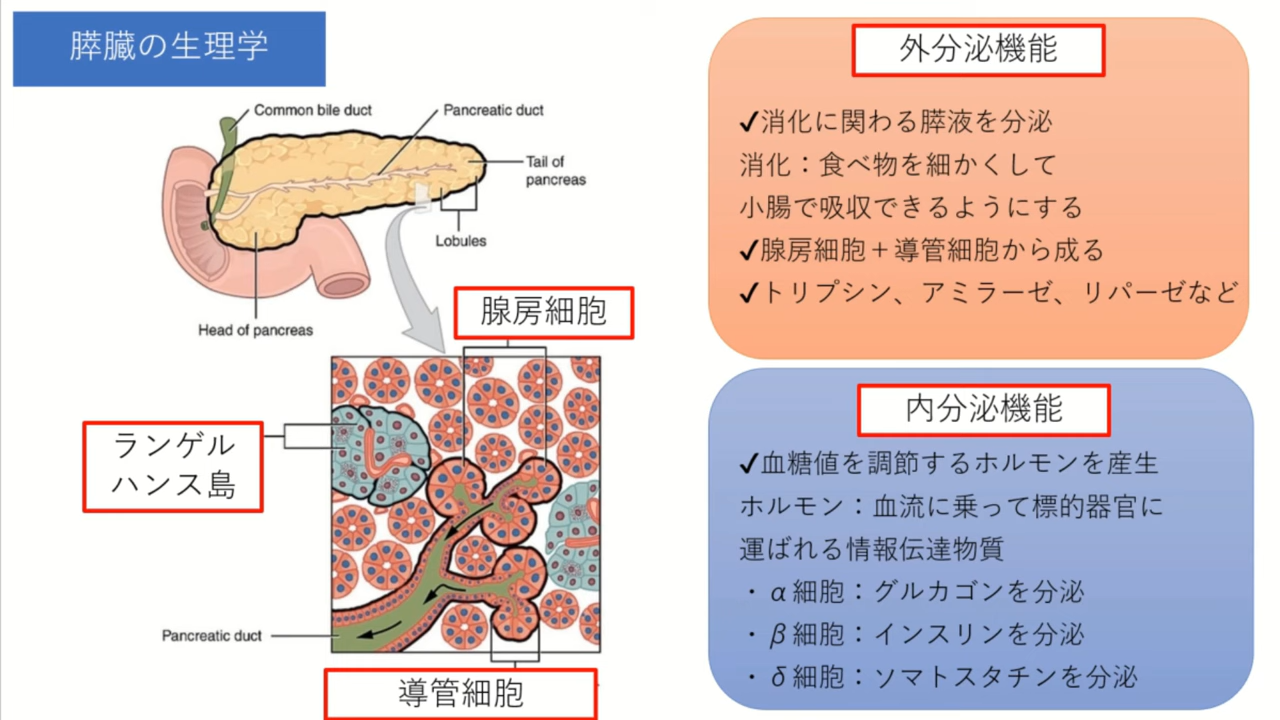 膵臓の生理学
Common bile duct
Pancreatic duct
Tail of
pancreas
Lobules
Head of pancreas
腺房細胞
ランゲル
ハンス島
Pancreatic duct
導管細胞
外分泌機能
✓消化に関わる膵液を分泌
消化：食べ物を細かくして
小腸で吸収できるようにする
✓腺房細胞＋導管細胞から成る
✓トリプシン、アミラーゼ、リパーゼなど
内分泌機能
✓血糖値を調節するホルモンを産生
ホルモン：血流に乗って標的器官に
運ばれる情報伝達物質
・α細胞：グルカゴンを分泌
・β細胞：インスリンを分泌
・δ細胞：ソマトスタチンを分泌